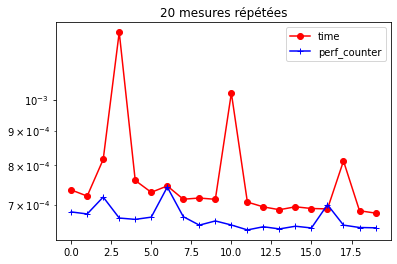 20 mesures répétées
time
perf_counter
10⁻³
9 × 10⁻⁴
8 × 10⁻⁴
7 × 10⁻⁴
0.0 2.5 5.0 7.5 10.0 12.5 15.0 17.5